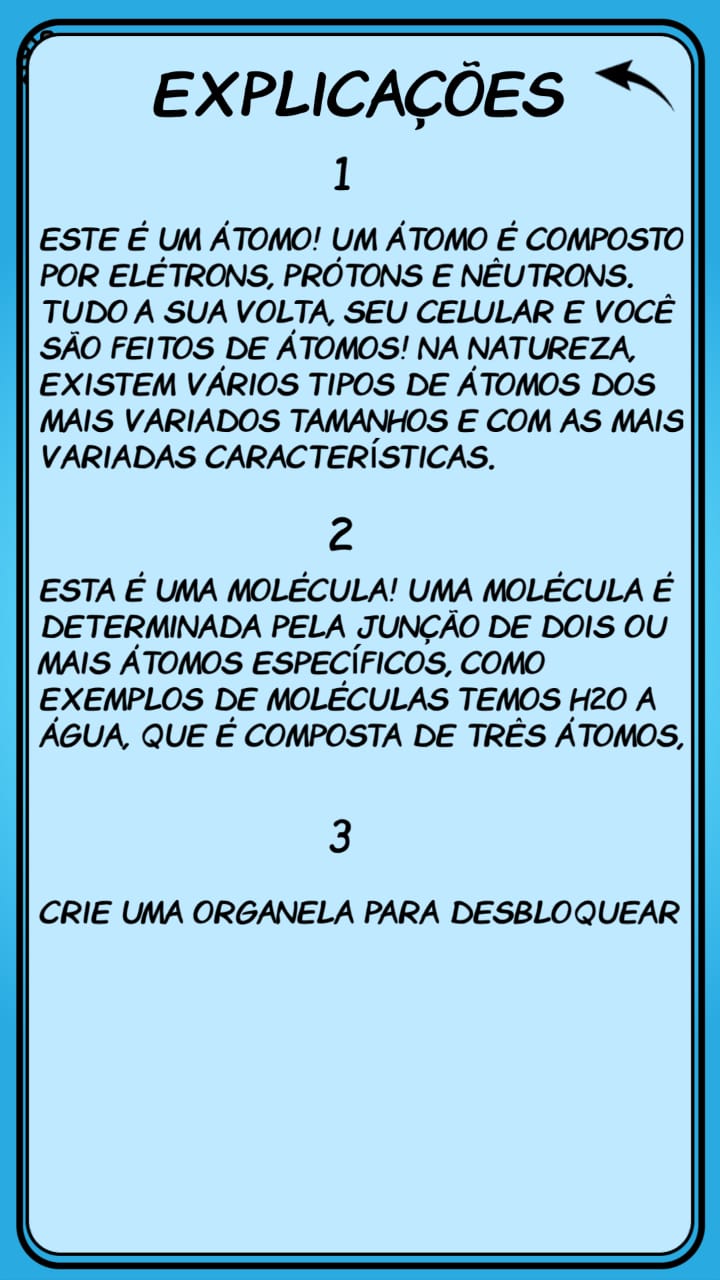 EXPLICAÇÕES
1
ESTE É UM ÁTOMO! UM ÁTOMO É COMPOSTO
POR ELÉTRONS, PRÓTONS E NÊUTRONS.
TUDO A SUA VOLTA, SEU CELULAR E VOCÊ
SÃO FEITOS DE ÁTOMOS! NA NATUREZA,
EXISTEM VÁRIOS TIPOS DE ÁTOMOS DOS
MAIS VARIADOS TAMANHOS E COM AS MAIS
VARIADAS CARACTERÍSTICAS.
2
ESTA É UMA MOLÉCULA! UMA MOLÉCULA É
DETERMINADA PELA JUNÇÃO DE DOIS OU
MAIS ÁTOMOS ESPECÍFICOS, COMO
EXEMPLOS DE MOLÉCULAS TEMOS H2O A
ÁGUA, QUE É COMPOSTA DE TRÊS ÁTOMOS,
3
CRIE UMA ORGANELA PARA DESBLOQUEAR